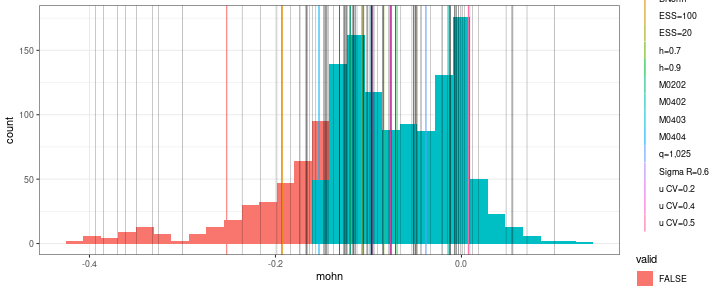 ESS=100
ESS=20
h=0.7
h=0.9
M0202
M0402
M0403
M0404
q=1,025
Sigma R=0.6
u CV=0.2
u CV=0.4
u CV=0.5
valid
FALSE
count
150
100
50
0
-0.4
-0.2
0.0
mohn